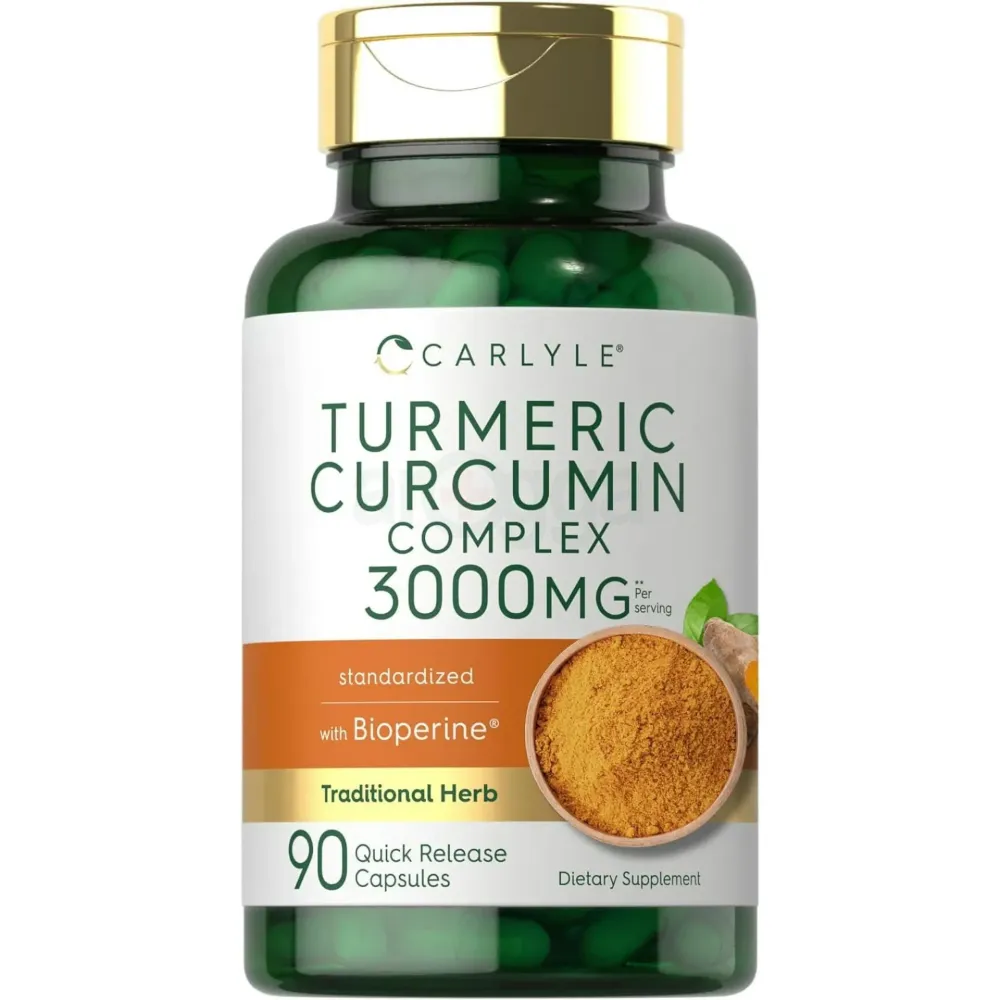 CARLYLE®
TURMERIC
CURCUMIN
COMPLEX
3000MG** Per
serving
standardized
with Bioperine®
Traditional Herb
90 Quick Release
Capsules
Dietary Supplement